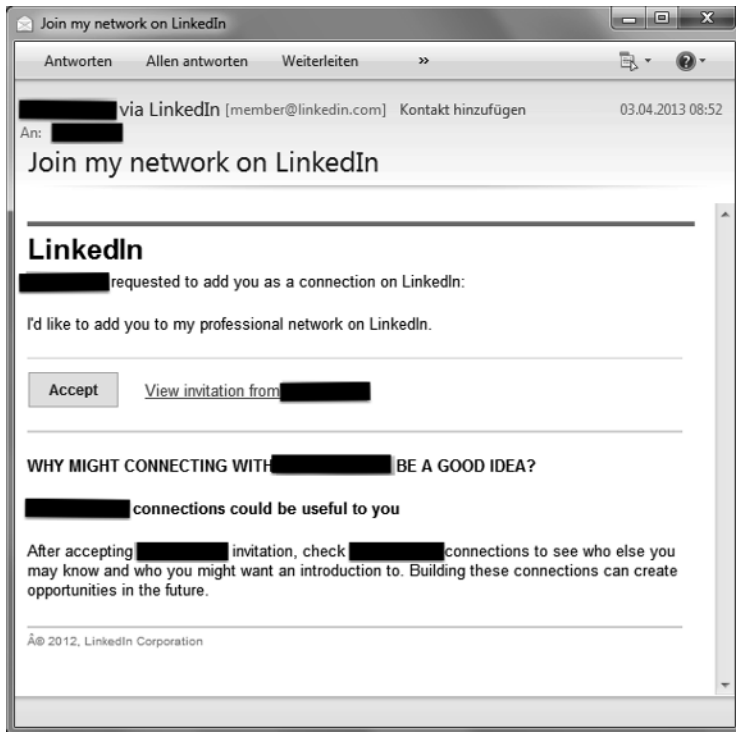 Join my network on LinkedIn
Antworten Allen antworten Weiterleiten »
via LinkedIn [member@linkedin.com] Kontakt hinzufügen 03.04.2013 08:52
An:
Join my network on LinkedIn
LinkedIn
requested to add you as a connection on LinkedIn:
I'd like to add you to my professional network on LinkedIn.
Accept View invitation from
WHY MIGHT CONNECTING WITH BE A GOOD IDEA?
connections could be useful to you
After accepting invitation, check connections to see who else you
may know and who you might want an introduction to. Building these connections can create
opportunities in the future.
Â© 2012, LinkedIn Corporation